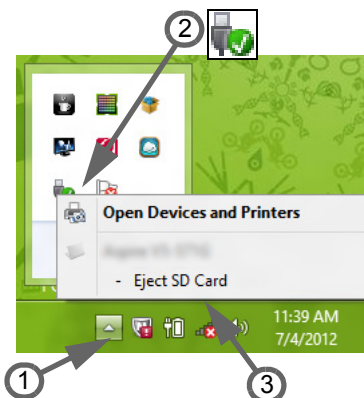 2
Open Devices and Printers
- Eject SD Card
11:39 AM
7/4/2012
1
3